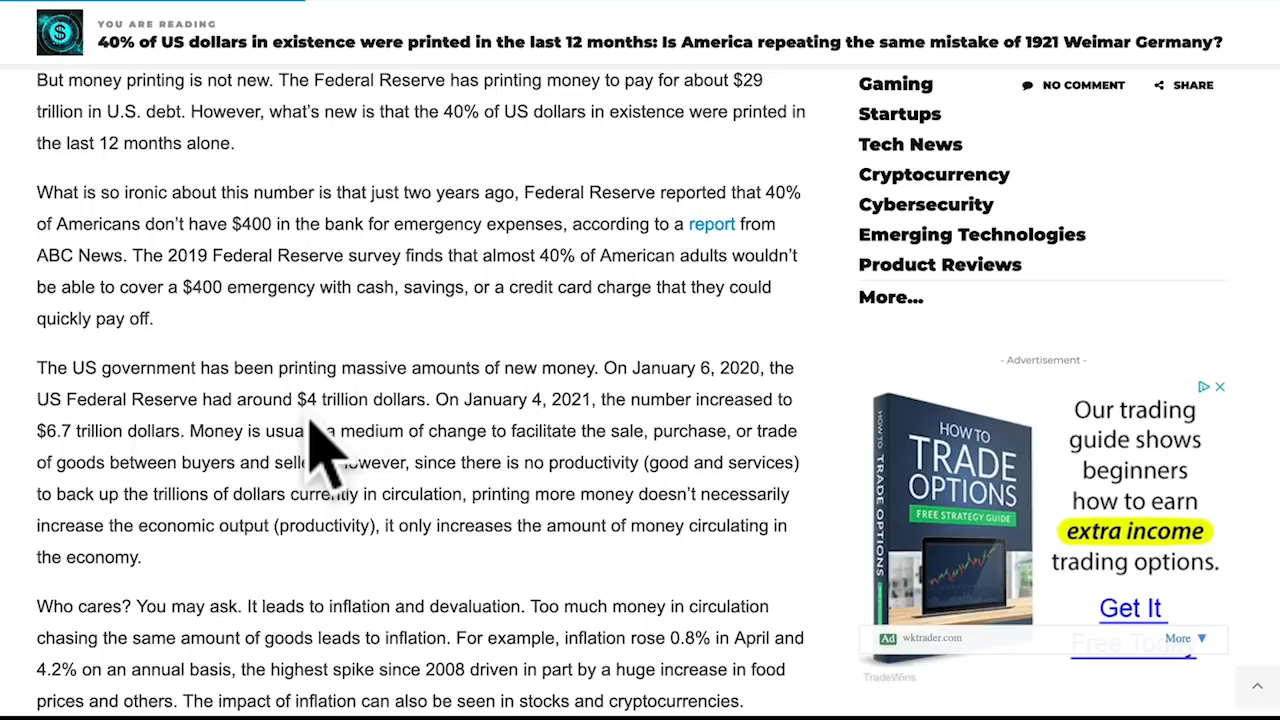 YOU ARE READING
40% of US dollars in existence were printed in the last 12 months: Is America repeating the same mistake of 1921 Weimar Germany?
But money printing is not new. The Federal Reserve has printing money to pay for about $29
trillion in U.S. debt. However, what's new is that the 40% of US dollars in existence were printed in
the last 12 months alone.
What is so ironic about this number is that just two years ago, Federal Reserve reported that 40%
of Americans don't have $400 in the bank for emergency expenses, according to a report from
ABC News. The 2019 Federal Reserve survey finds that almost 40% of American adults wouldn't
be able to cover a $400 emergency with cash, savings, or a credit card charge that they could
quickly pay off.
The US government has been printing massive amounts of new money. On January 6, 2020, the
US Federal Reserve had around $4 trillion dollars. On January 4, 2021, the number increased to
$6.7 trillion dollars. Money is a medium of change to facilitate the sale, purchase, or trade
of goods between buyers and since there is no productivity (good and services)
to back up the trillions of dollars currently in circulation, printing more money doesn't necessarily
increase the economic output (productivity), it only increases the amount of money circulating in
the economy.
Who cares? You may ask. It leads to inflation and devaluation. Too much money in circulation
chasing the same amount of goods leads to inflation. For example, inflation rose 0.8% in April and
4.2% on an annual basis, the highest spike since 2008 driven in part by a huge increase in food
prices and others. The impact of inflation can also be seen in stocks and cryptocurrencies.
Gaming
NO COMMENT
SHARE
Startups
Tech News
Cryptocurrency
Cybersecurity
Emerging Technologies
Product Reviews
More...
- Advertisement -
HOW TO TRADE OPTIONS
HOW TO
TRADE
OPTIONS
FREE STRATEGY GUIDE
Our trading
guide shows
beginners
how to earn
extra income
trading options.
Get It
Free Today
Ad wktrader.com
More
TradeWins